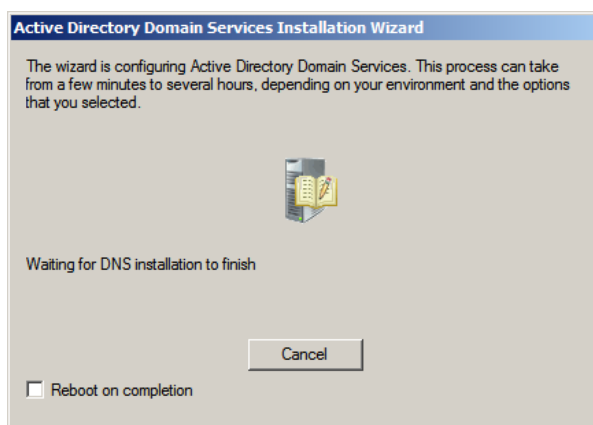 Active Directory Domain Services Installation Wizard
The wizard is configuring Active Directory Domain Services. This process can take
from a few minutes to several hours, depending on your environment and the options
that you selected.
Waiting for DNS installation to finish
Cancel
Reboot on completion